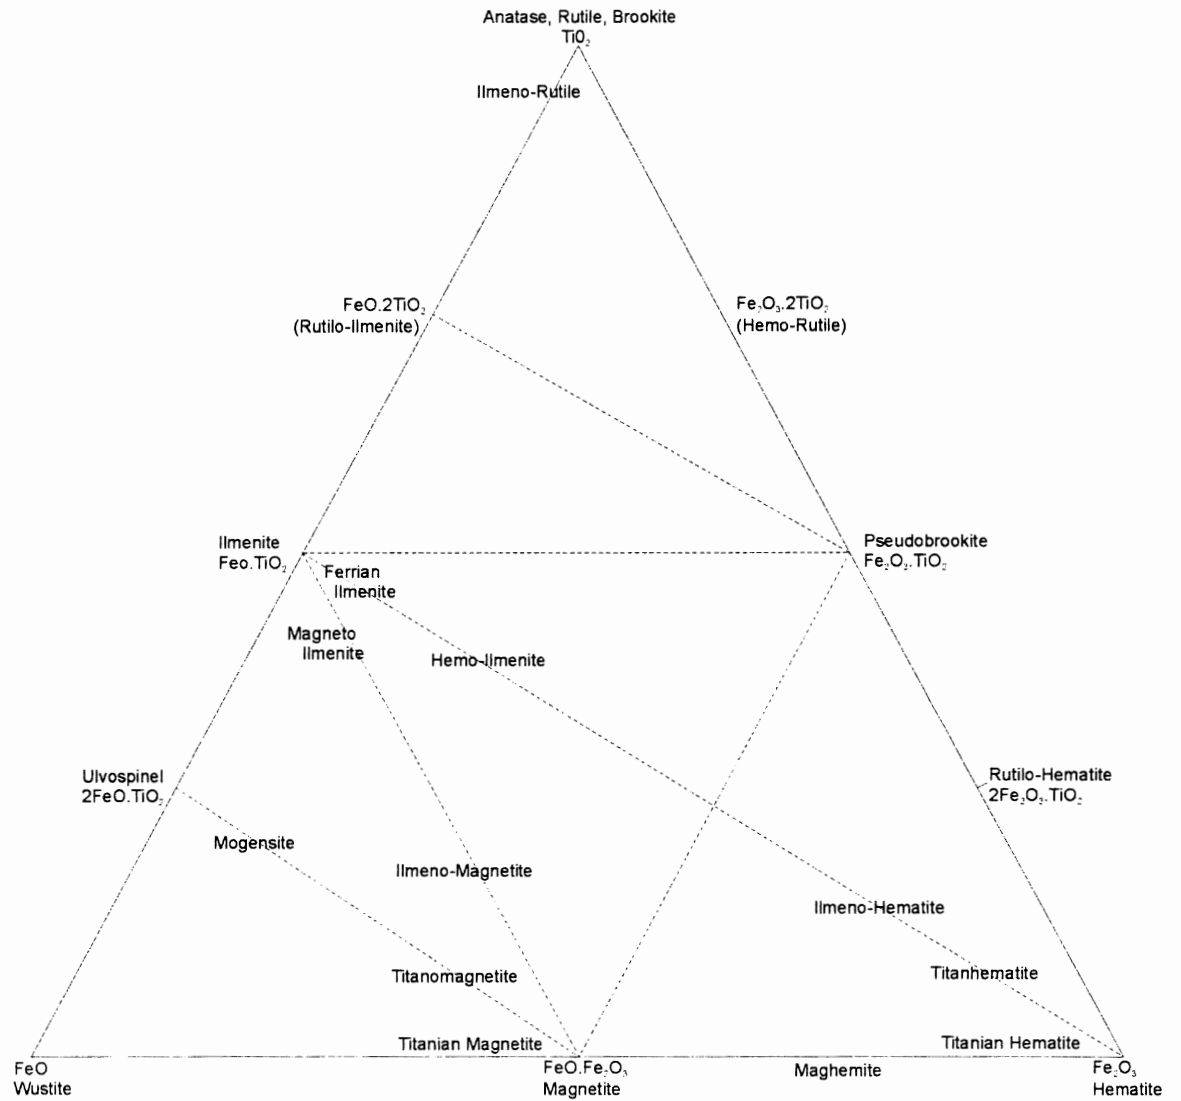 Anatase, Rutile, Brookite
TiO₂
Ilmeno-Rutile
FeO.2TiO₂
(Rutilo-Ilmenite)
Fe₂O₃.2TiO₂
(Hemo-Rutile)
Ilmenite
Feo.TiO₂
Pseudobrookite
Fe₂O₃.TiO₂
Ferrian
Ilmenite
Magneto
Ilmenite
Hemo-Ilmenite
Ulvospinel
2FeO.TiO₂
Rutilo-Hematite
2Fe₂O₃.TiO₂
Mogensite
Ilmeno-Magnetite
Ilmeno-Hematite
Titanomagnetite
Titanhematite
Titanian Magnetite
Titanian Hematite
FeO
Wustite
FeO.Fe₂O₃
Magnetite
Maghemite
Fe₂O₃
Hematite